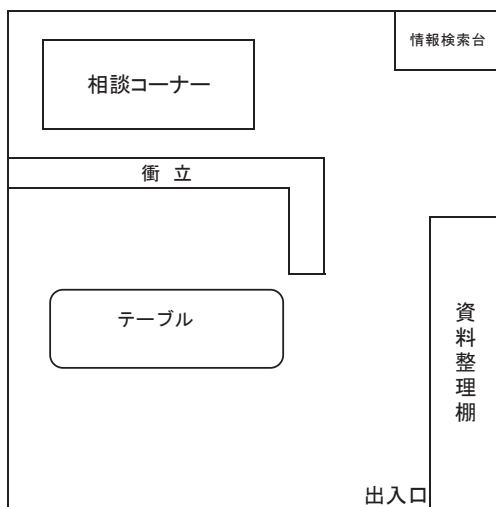 情報検索台
相談コーナー
衝立
テーブル
資料整理棚
出入口